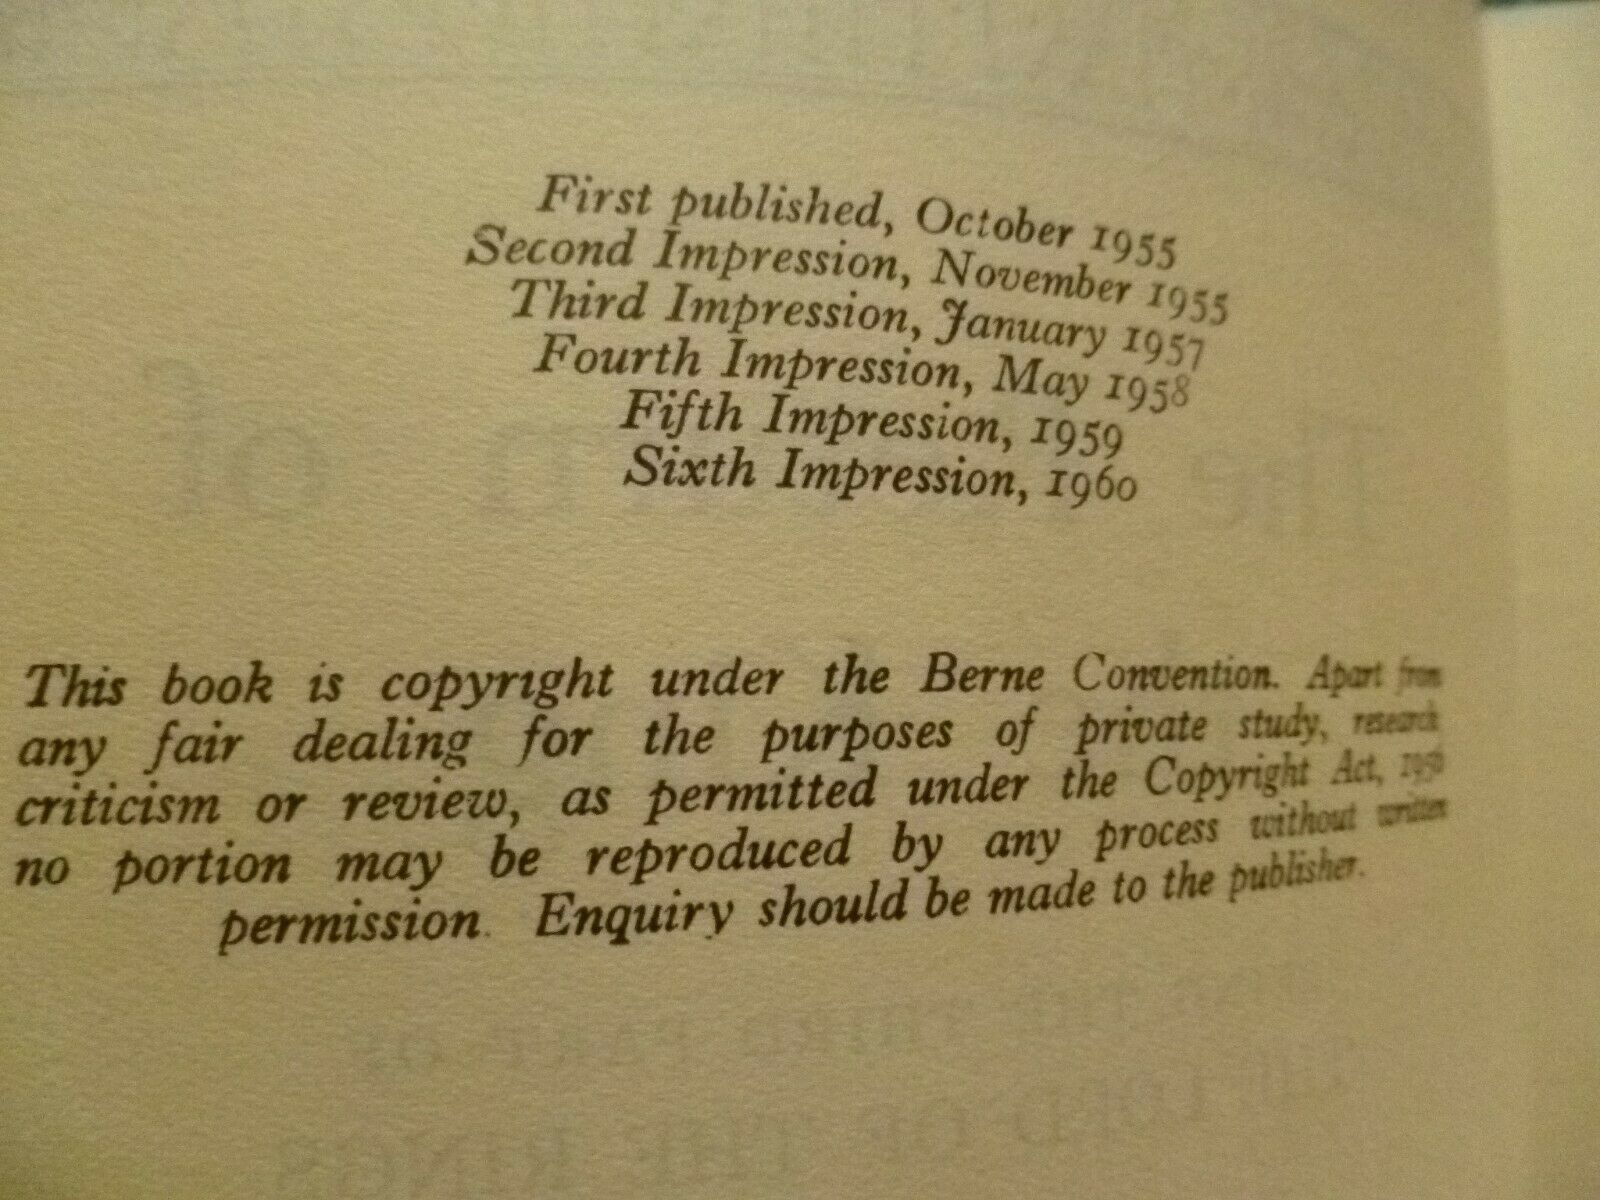 First published, October 1955
Second Impression, November 1955
Third Impression, January 1957
Fourth Impression, May 1958
Fifth Impression, 1959
Sixth Impression, 1960
This book is copyright under the Berne Convention. Apart from
any fair dealing for the purposes of private study, research
criticism or review, as permitted under the Copyright Act, 1956
no portion may be reproduced by any process without written
permission. Enquiry should be made to the publisher.